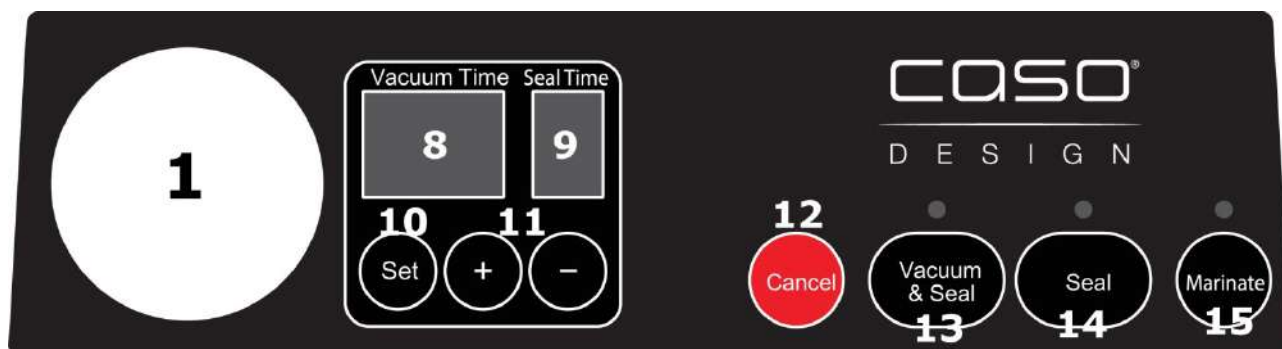 1
Vacuum Time
Seal Time
8
9
10
11
Set
+
−
caso®
DESIGN
12
Cancel
Vacuum
& Seal
13
Seal
14
Marinate
15